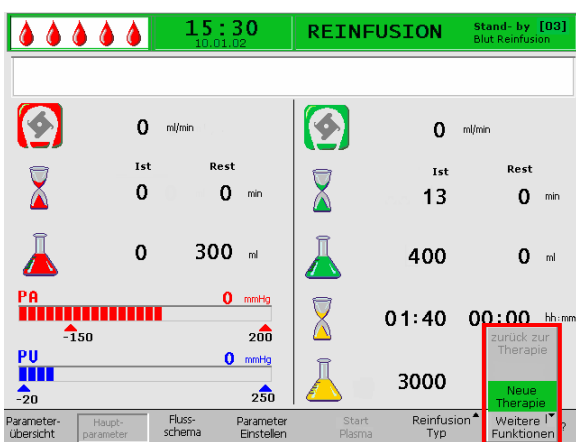 15:30
10.01.02
REINFUSION
Stand- by [03]
Blut Reinfusion
0 ml/min
Ist Rest
0 0 min
0 300 ml
PA 0 mmHg
-150 200
PV 0 mmHg
-20 250
0 ml/min
Ist Rest
13 0 min
400 0 ml
01:40 00:00 hh:mm
3000
zurück zur
Therapie
Neue
Therapie
Parameter-
übersicht
Haupt-
parameter
Fluss-
schema
Parameter
Einstellen
Start
Plasma
Reinfusion
Typ
Weitere
Funktionen
?